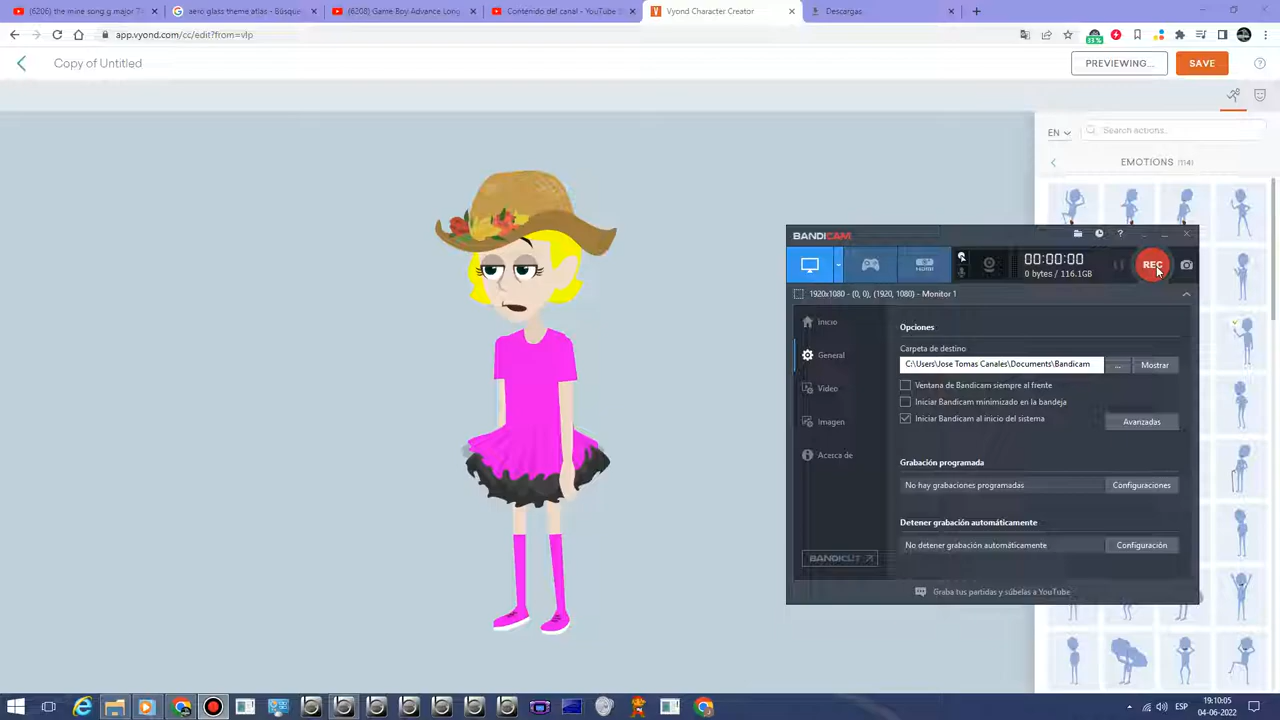 (6206) the mine song g major T
aero glass theme atlas - Búsque
(6208) Game Boy Advance Long
Contenido del canal - YouTube S
Vyond Character Creator
Descargas
app.vyond.com/cc/edit?from=vlp
33 %
Copy of Untitled
PREVIEWING...
SAVE
EN
Search actions...
EMOTIONS (114)
BANDICAM
HDMI
00:00:00
0 bytes / 116.1GB
REC
1920x1080 - (0, 0), (1920, 1080) - Monitor 1
Inicio
General
Video
Imagen
Acerca de
BANDICUT
Opciones
Carpeta de destino
C:\Users\Jose Tomas Canales\Documents\Bandicam
...
Mostrar
Ventana de Bandicam siempre al frente
Iniciar Bandicam minimizado en la bandeja
Iniciar Bandicam al inicio del sistema
Avanzadas
Grabación programada
No hay grabaciones programadas
Configuraciones
Detener grabación automáticamente
No detener grabación automáticamente
Configuración
Graba tus partidas y súbelas a YouTube
ESP
19:10:05
04-06-2022